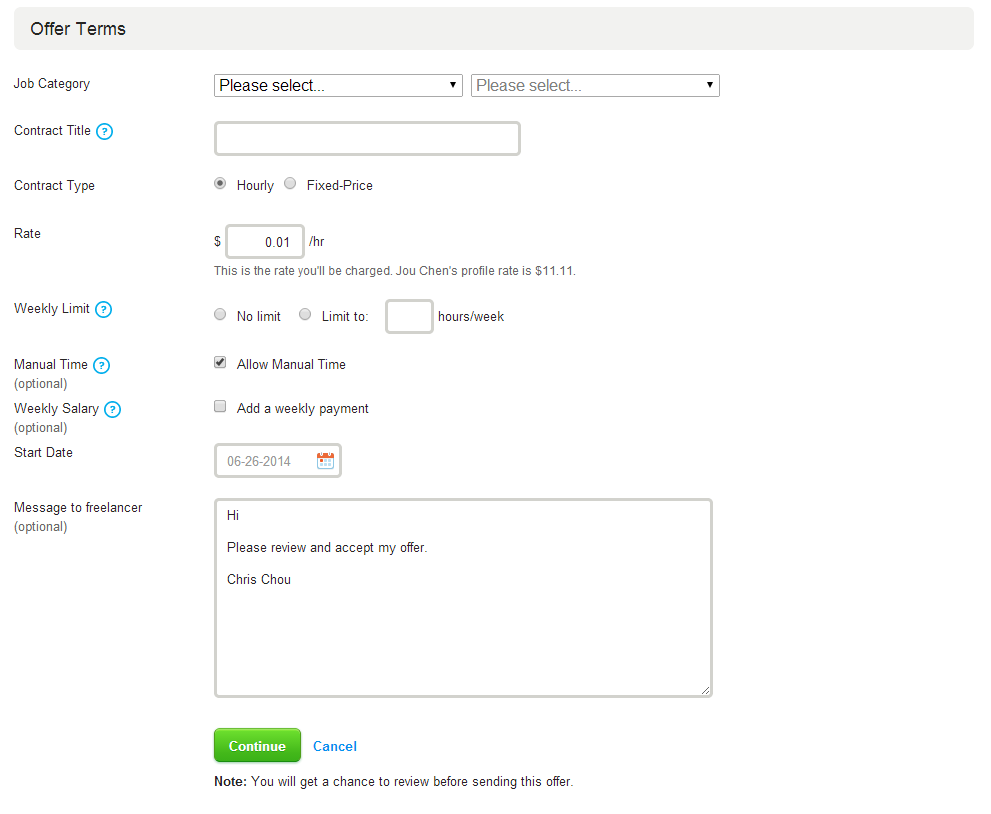 Offer Terms
Job Category Please select... Please select...
Contract Title ?
Contract Type Hourly Fixed-Price
Rate $ 0.01 /hr
This is the rate you'll be charged. Jou Chen's profile rate is $11.11.
Weekly Limit ? No limit Limit to: hours/week
Manual Time ? Allow Manual Time
(optional)
Weekly Salary ? Add a weekly payment
(optional)
Start Date 06-26-2014
Message to freelancer
(optional)
Hi
Please review and accept my offer.
Chris Chou
Continue Cancel
Note: You will get a chance to review before sending this offer.